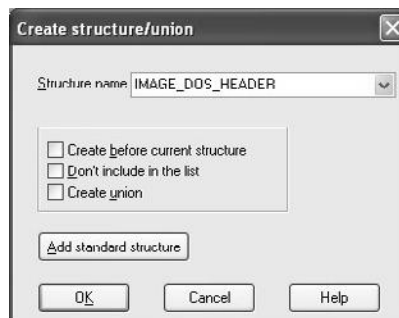 Create structure/union
Structure name IMAGE_DOS_HEADER
Create before current structure
Don't include in the list
Create union
Add standard structure
OK Cancel Help